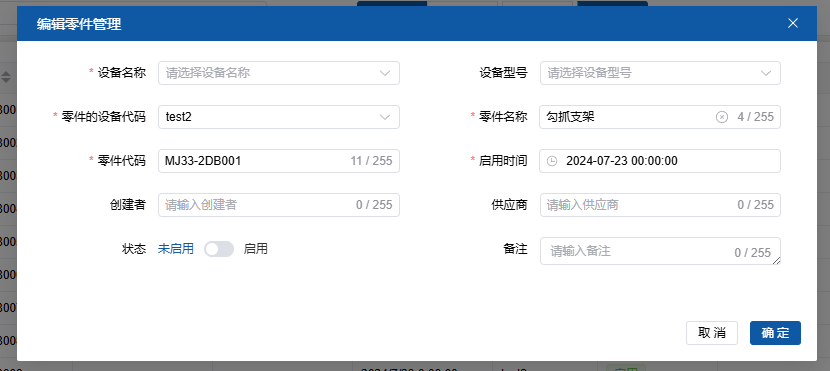 编辑零件管理
* 设备名称 请选择设备名称 设备型号 请选择设备型号
* 零件的设备代码 test2 * 零件名称 勾抓支架 4 / 255
* 零件代码 MJ33-2DB001 11 / 255 * 启用时间 2024-07-23 00:00:00
创建者 请输入创建者 0 / 255 供应商 请输入供应商 0 / 255
状态 未启用 启用 备注 请输入备注 0 / 255
取 消 确 定